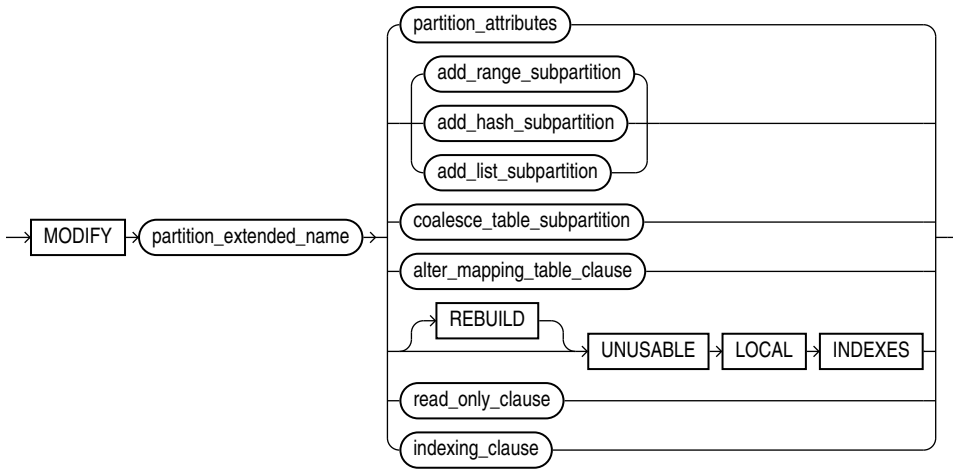 partition_attributes
add_range_subpartition
add_hash_subpartition
add_list_subpartition
coalesce_table_subpartition
MODIFY partition_extended_name
alter_mapping_table_clause
REBUILD
UNUSABLE LOCAL INDEXES
read_only_clause
indexing_clause